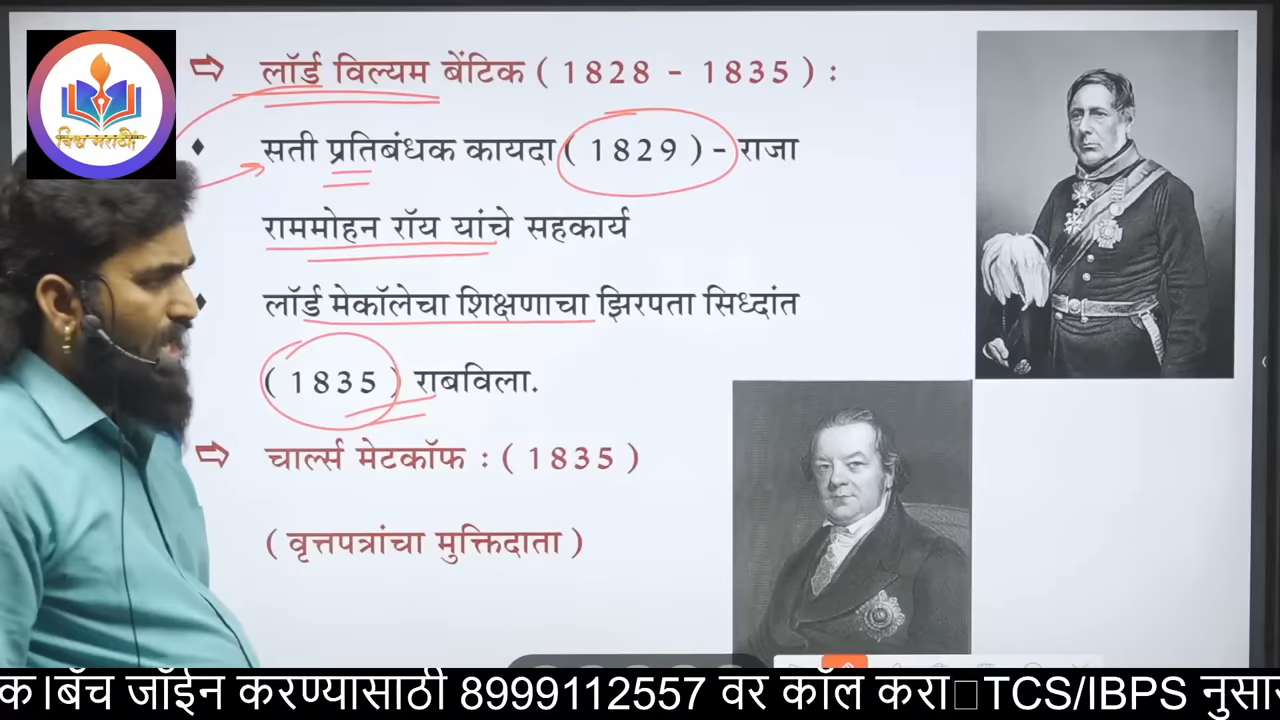 विश्व मराठी
⇨ लॉर्ड विल्यम बेंटिक ( 1828 - 1835 ) :
♦ सती प्रतिबंधक कायदा ( 1829 ) - राजा
राममोहन रॉय यांचे सहकार्य
♦ लॉर्ड मेकॉलेचा शिक्षणाचा झिरपता सिध्दांत
( 1835 ) राबविला.
⇨ चार्ल्स मेटकॉफ : ( 1835 )
( वृत्तपत्रांचा मुक्तिदाता )
क।बॅच जॉईन करण्यासाठी 8999112557 वर कॉल करा□TCS/IBPS नुसार